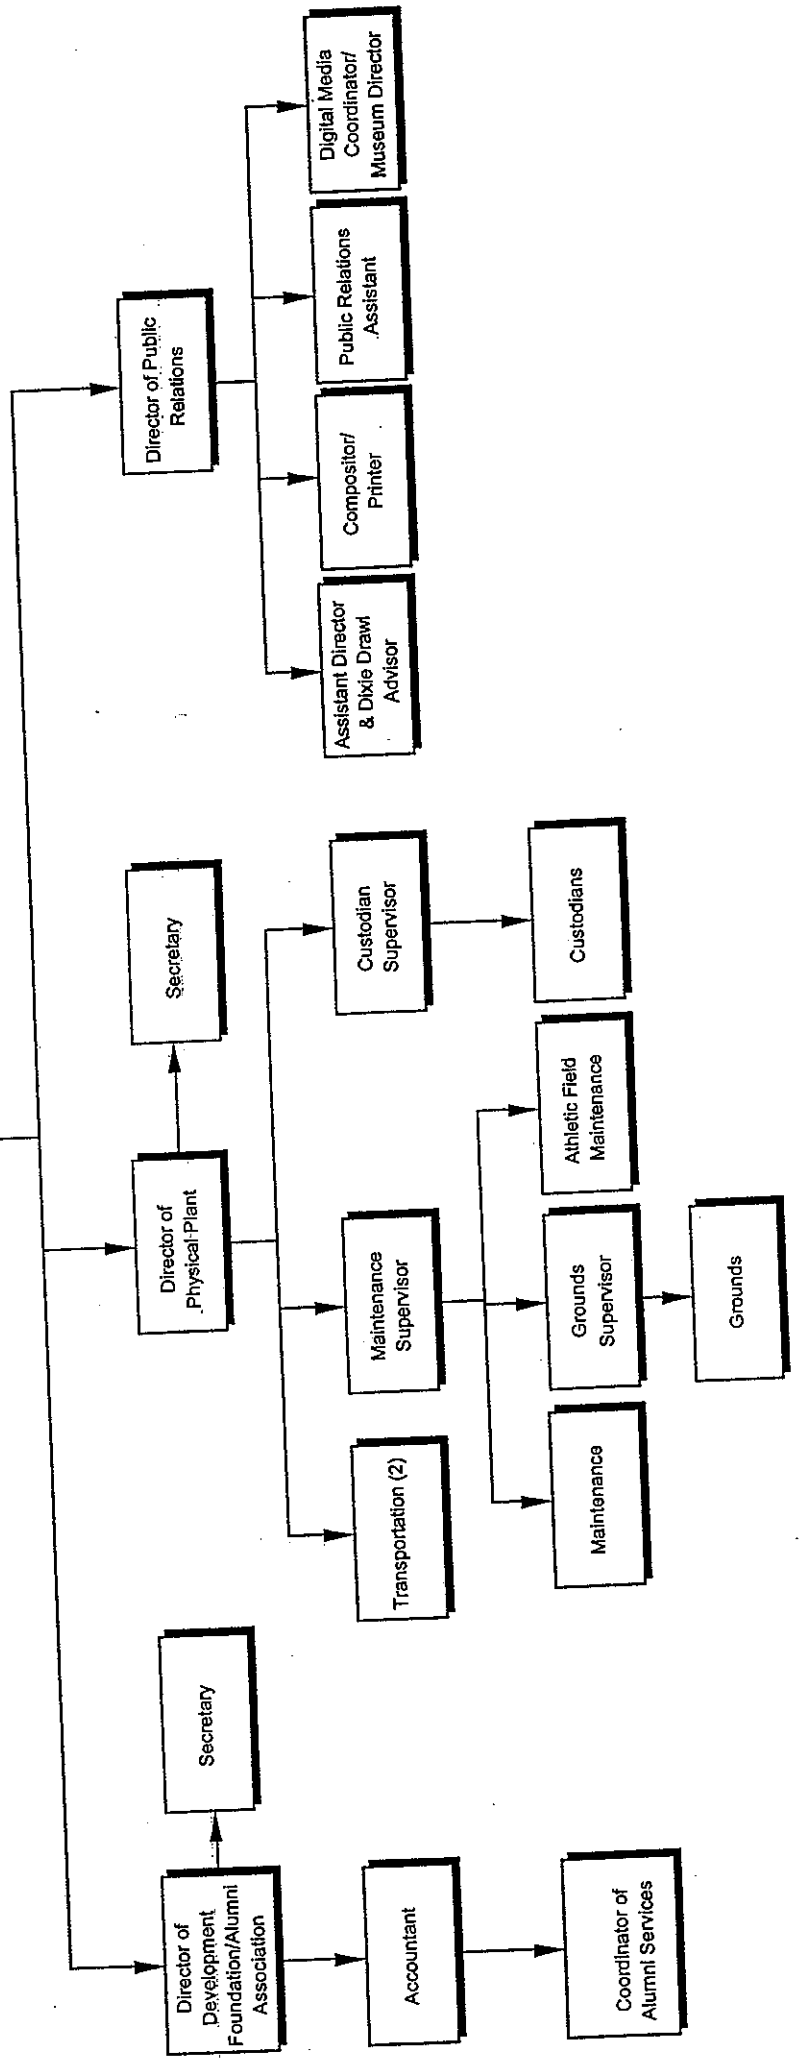 Director of
Development
Foundation/Alumni
Association
Secretary
Accountant
Coordinator of
Alumni Services
Director of
Physical Plant
Secretary
Transportation (2)
Maintenance
Supervisor
Custodian
Supervisor
Maintenance
Grounds
Supervisor
Athletic Field
Maintenance
Custodians
Grounds
Director of Public
Relations
Assistant Director
& Dixie Drawl
Advisor
Compositor/
Printer
Public Relations
Assistant
Digital Media
Coordinator/
Museum Director